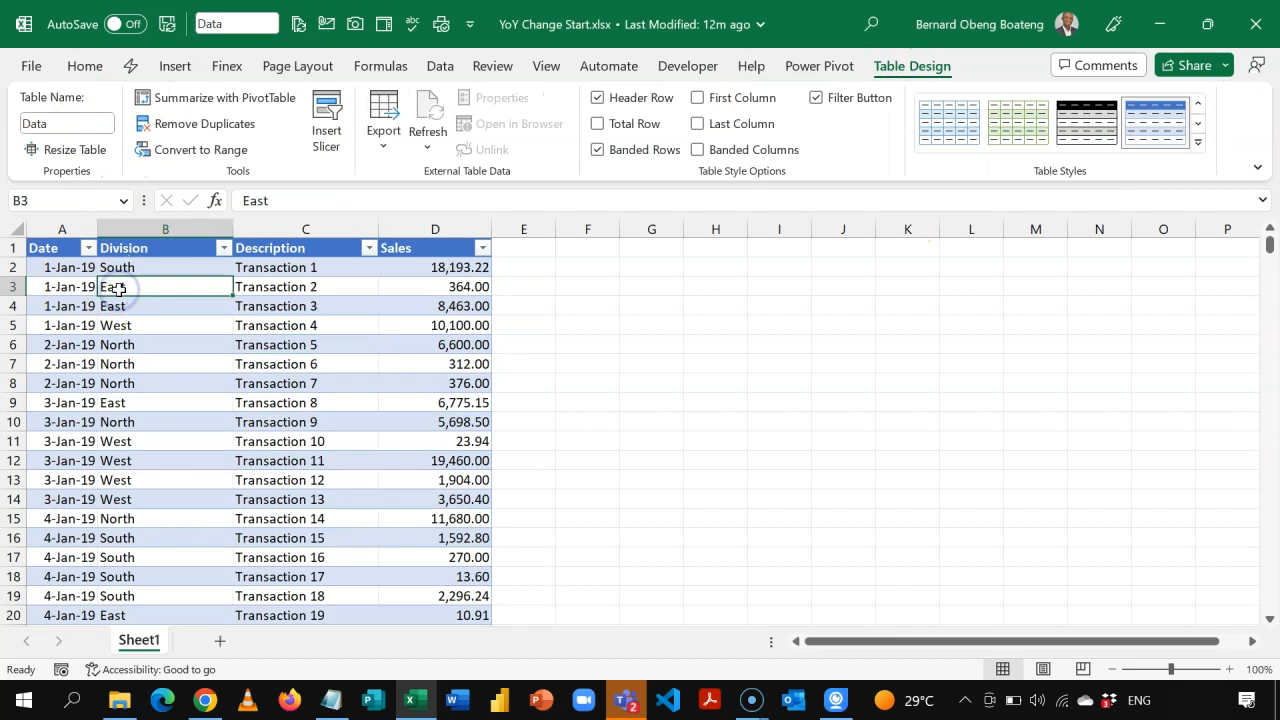 AutoSave Off Data abc YoY Change Start.xlsx • Last Modified: 12m ago Bernard Obeng Boateng
File Home Insert Finex Page Layout Formulas Data Review View Automate Developer Help Power Pivot Table Design Comments Share
Table Name:
Data
Resize Table
Properties
Summarize with PivotTable
Remove Duplicates
Convert to Range
Tools
Insert
Slicer
Export
Refresh
Properties
Open in Browser
Unlink
External Table Data
Header Row First Column Filter Button
Total Row Last Column
Banded Rows Banded Columns
Table Style Options
Table Styles
B3 fx East
A B C D E F G H I J K L M N O P
1 Date Division Description Sales
2 1-Jan-19 South Transaction 1 18,193.22
3 1-Jan-19 East Transaction 2 364.00
4 1-Jan-19 East Transaction 3 8,463.00
5 1-Jan-19 West Transaction 4 10,100.00
6 2-Jan-19 North Transaction 5 6,600.00
7 2-Jan-19 North Transaction 6 312.00
8 2-Jan-19 North Transaction 7 376.00
9 3-Jan-19 East Transaction 8 6,775.15
10 3-Jan-19 North Transaction 9 5,698.50
11 3-Jan-19 West Transaction 10 23.94
12 3-Jan-19 West Transaction 11 19,460.00
13 3-Jan-19 West Transaction 12 1,904.00
14 3-Jan-19 West Transaction 13 3,650.40
15 4-Jan-19 North Transaction 14 11,680.00
16 4-Jan-19 South Transaction 15 1,592.80
17 4-Jan-19 South Transaction 16 270.00
18 4-Jan-19 South Transaction 17 13.60
19 4-Jan-19 South Transaction 18 2,296.24
20 4-Jan-19 East Transaction 19 10.91
Sheet1
Ready Accessibility: Good to go 100%
29°C ENG